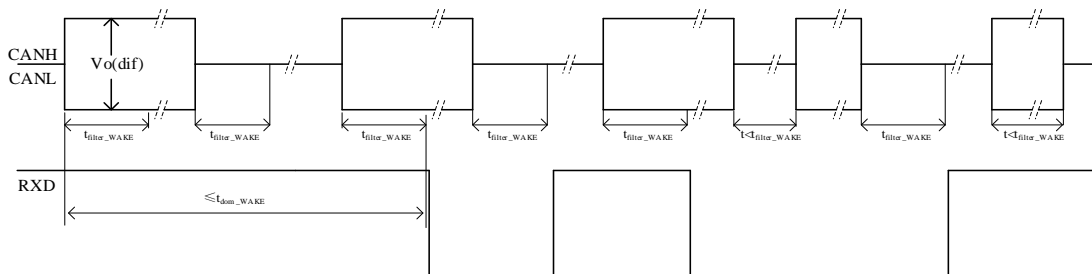 CANH
CANL
Vo(dif)
tfilter_WAKE
tfilter_WAKE
tfilter_WAKE
tfilter_WAKE
tfilter_WAKE
t<tfilter_WAKE
tfilter_WAKE
t<tfilter_WAKE
RXD
≤tdom_WAKE